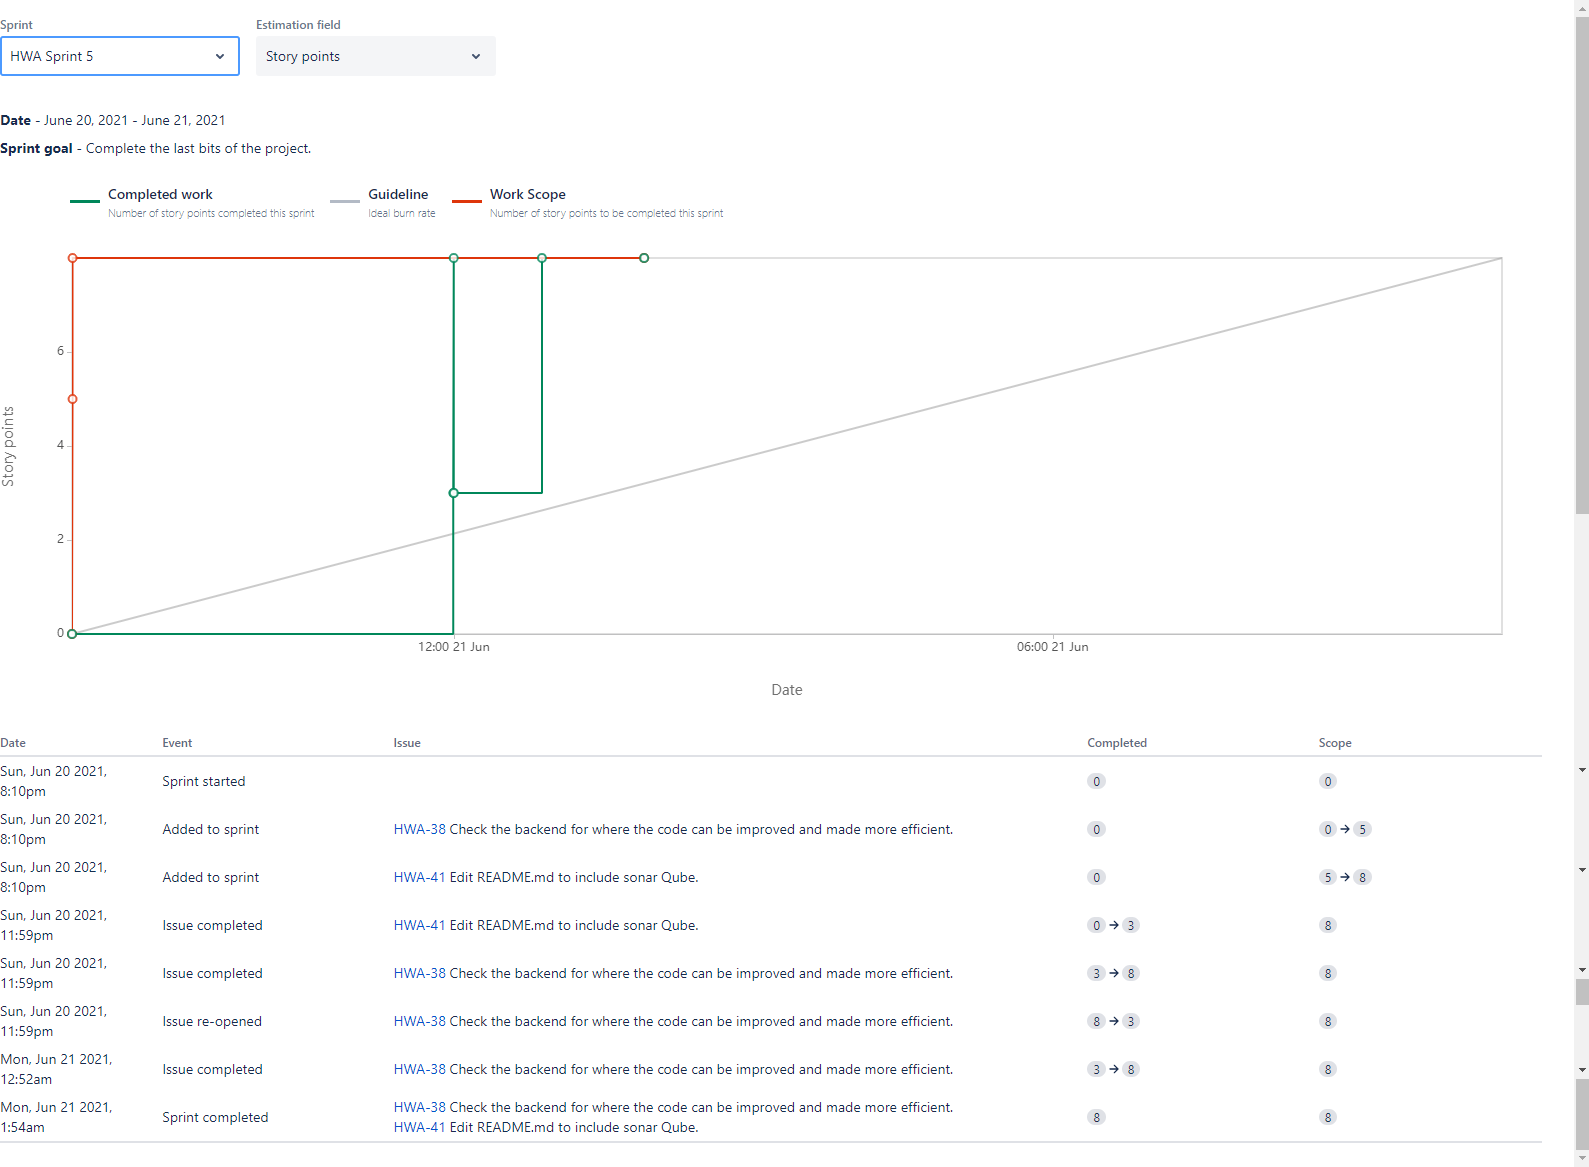 Sprint
Estimation field
HWA Sprint 5
Story points
Date - June 20, 2021 - June 21, 2021
Sprint goal - Complete the last bits of the project.
Completed work
Number of story points completed this sprint
Guideline
Ideal burn rate
Work Scope
Number of story points to be completed this sprint
Story points
6
4
2
0
12:00 21 Jun
06:00 21 Jun
Date
Date Event Issue Completed Scope
Sun, Jun 20 2021,
8:10pm
Sprint started
0
0
Sun, Jun 20 2021,
8:10pm
Added to sprint
HWA-38 Check the backend for where the code can be improved and made more efficient.
0
0 → 5
Sun, Jun 20 2021,
8:10pm
Added to sprint
HWA-41 Edit README.md to include sonar Qube.
0
5 → 8
Sun, Jun 20 2021,
11:59pm
Issue completed
HWA-41 Edit README.md to include sonar Qube.
0 → 3
8
Sun, Jun 20 2021,
11:59pm
Issue completed
HWA-38 Check the backend for where the code can be improved and made more efficient.
3 → 8
8
Sun, Jun 20 2021,
11:59pm
Issue re-opened
HWA-38 Check the backend for where the code can be improved and made more efficient.
8 → 3
8
Mon, Jun 21 2021,
12:52am
Issue completed
HWA-38 Check the backend for where the code can be improved and made more efficient.
3 → 8
8
Mon, Jun 21 2021,
1:54am
Sprint completed
HWA-38 Check the backend for where the code can be improved and made more efficient.
HWA-41 Edit README.md to include sonar Qube.
8
8